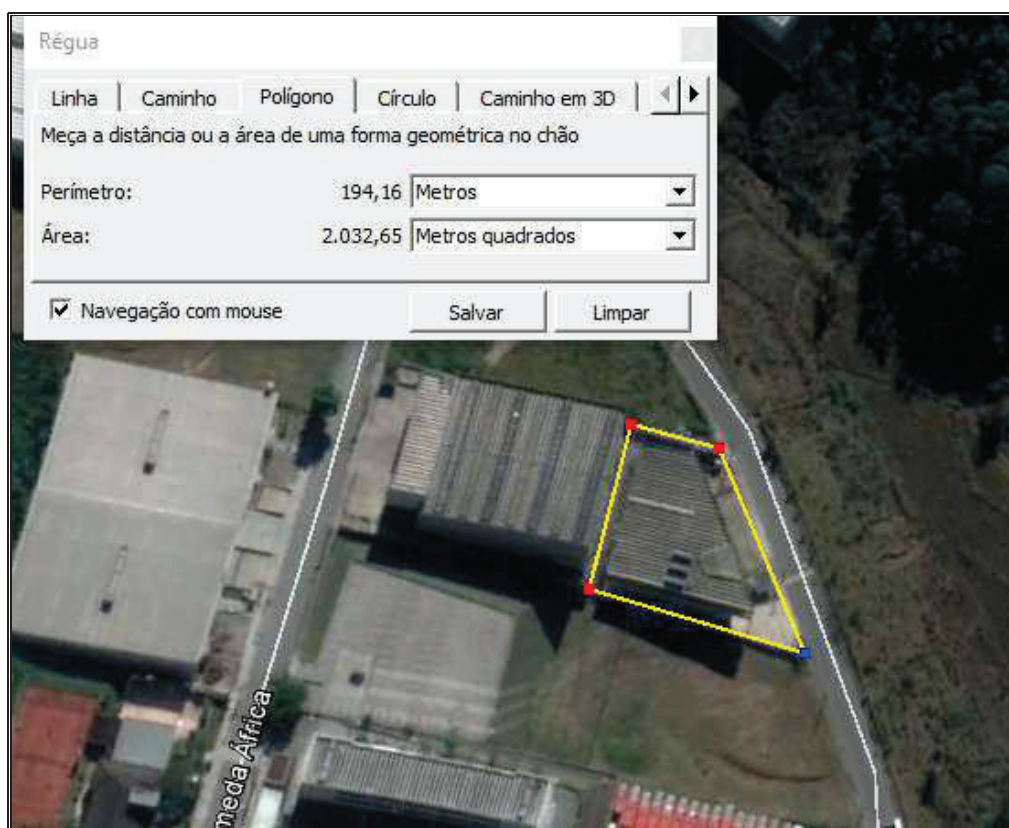 Régua
Linha Caminho Polígono Círculo Caminho em 3D
Meça a distância ou a área de uma forma geométrica no chão
Perímetro: 194,16 Metros
Área: 2.032,65 Metros quadrados
Navegação com mouse Salvar Limpar
meda África